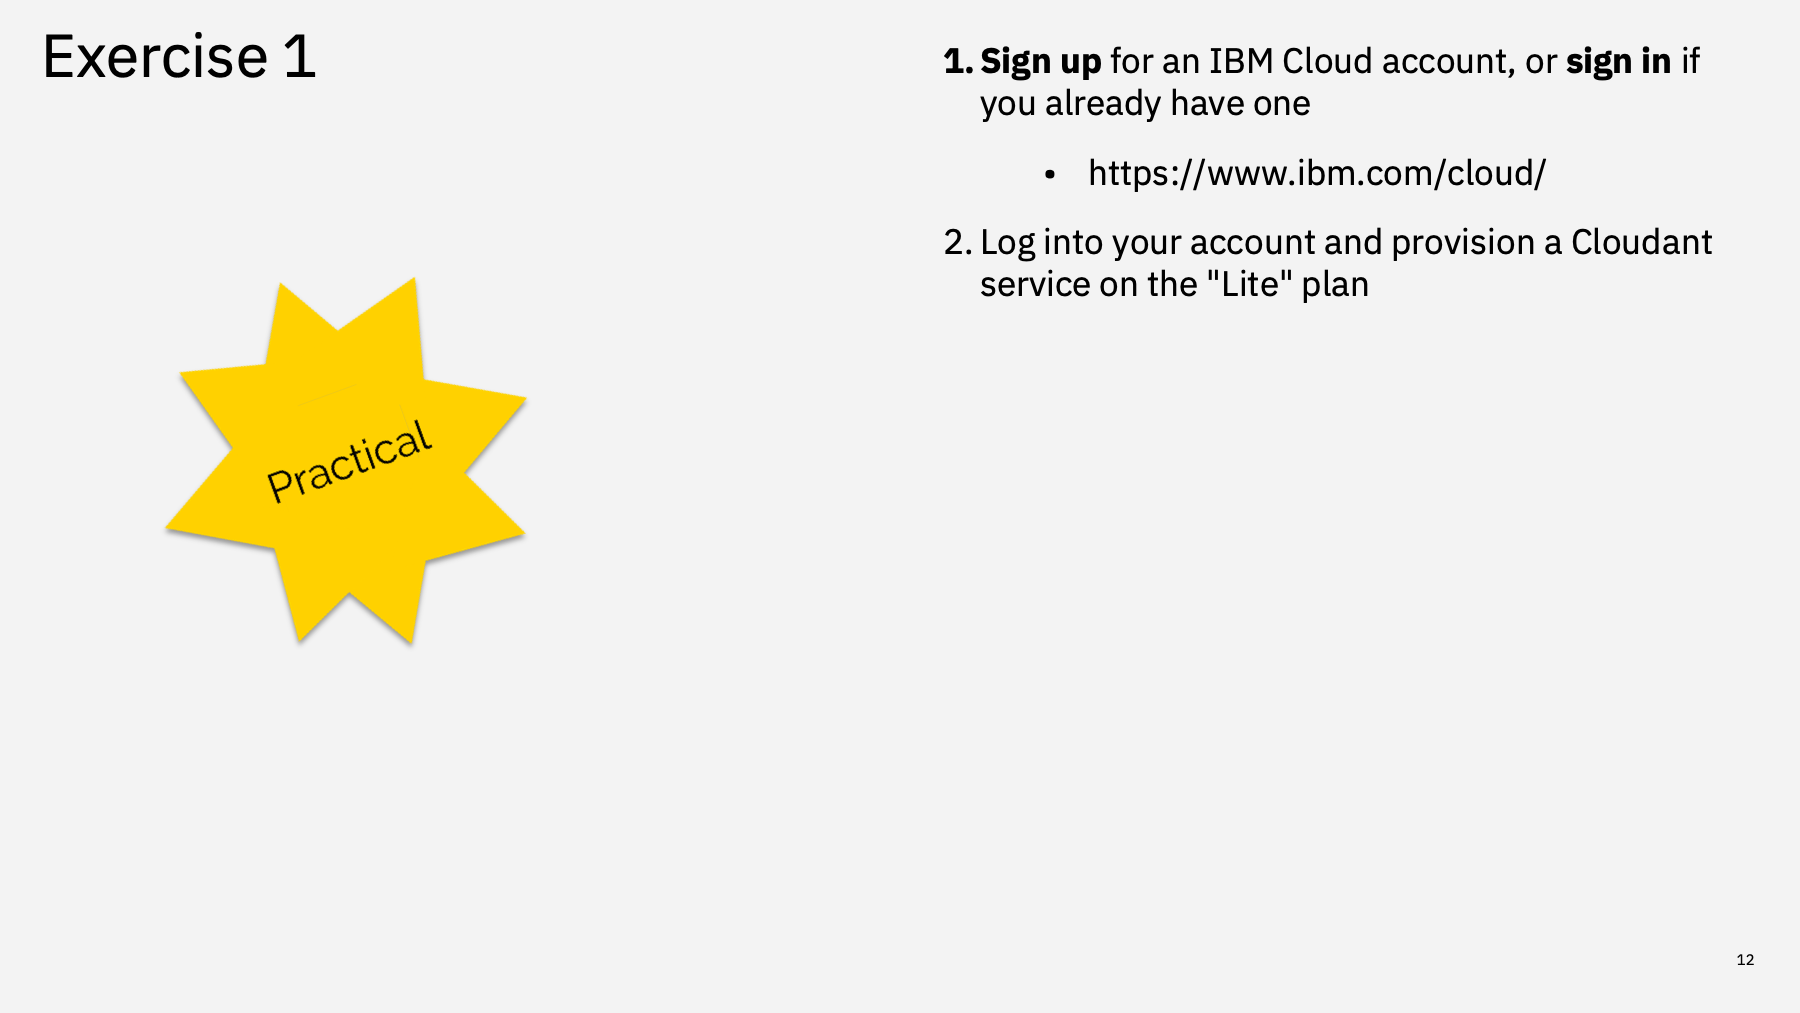 Exercise 1
1. Sign up for an IBM Cloud account, or sign in if
you already have one
• https://www.ibm.com/cloud/
2. Log into your account and provision a Cloudant
service on the "Lite" plan
Practical
12